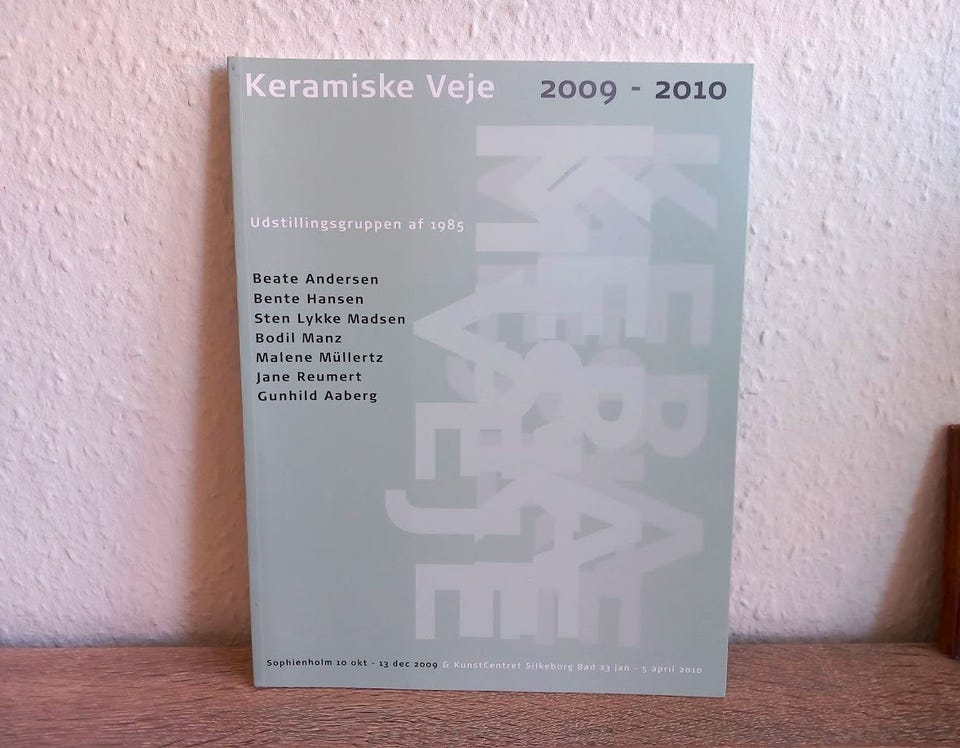 Keramiske Veje 2009 - 2010
Udstillingsgruppen af 1985
Beate Andersen
Bente Hansen
Sten Lykke Madsen
Bodil Manz
Malene Müllertz
Jane Reumert
Gunhild Aaberg
Sophienholm 10 okt - 13 dec 2009 & KunstCentret Silkeborg Bad 23 jan - 5 april 2010